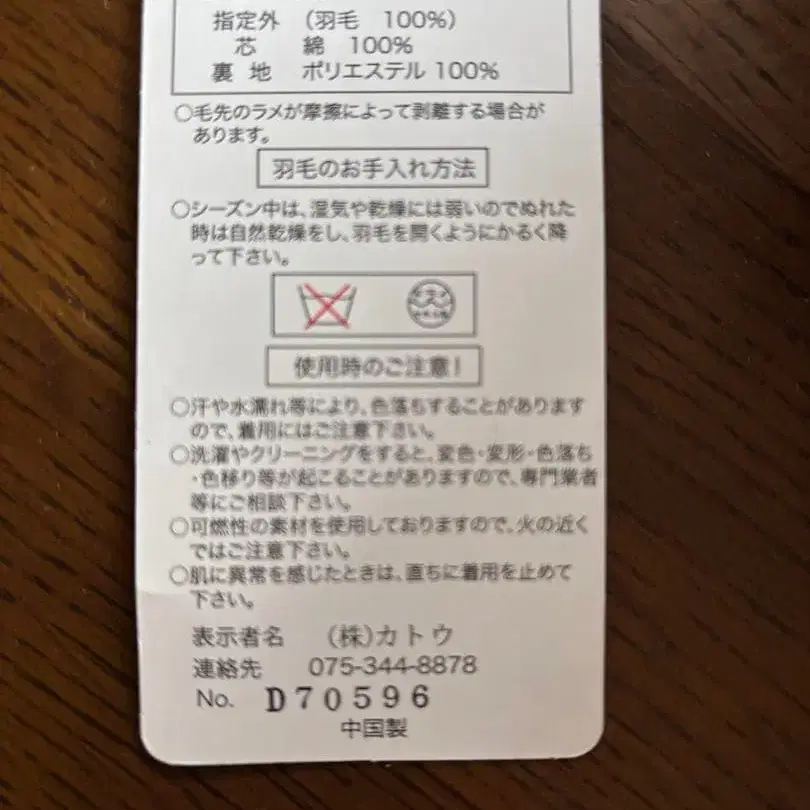 指定外 （羽毛 100%）
芯 綿 100%
裏 地 ポリエステル 100%
○毛先のラメが摩擦によって剥離する場合が
あります。
羽毛のお手入れ方法
○シーズン中は、湿気や乾燥には弱いのでぬれた
時は自然乾燥をし、羽毛を開くようにかるく降
って下さい。
使用時のご注意！
○汗や水濡れ等により、色落ちすることがあります
ので、着用にはご注意下さい。
○洗濯やクリーニングをすると、変色・変形・色落ち
・色移り等が起こることがありますので、専門業者
等にご相談下さい。
○可燃性の素材を使用しておりますので、火の近く
ではご注意下さい。
○肌に異常を感じたときは、直ちに着用を止めて
下さい。
表示者名 （株）カトウ
連絡先 075-344-8878
No. D70596
中国製